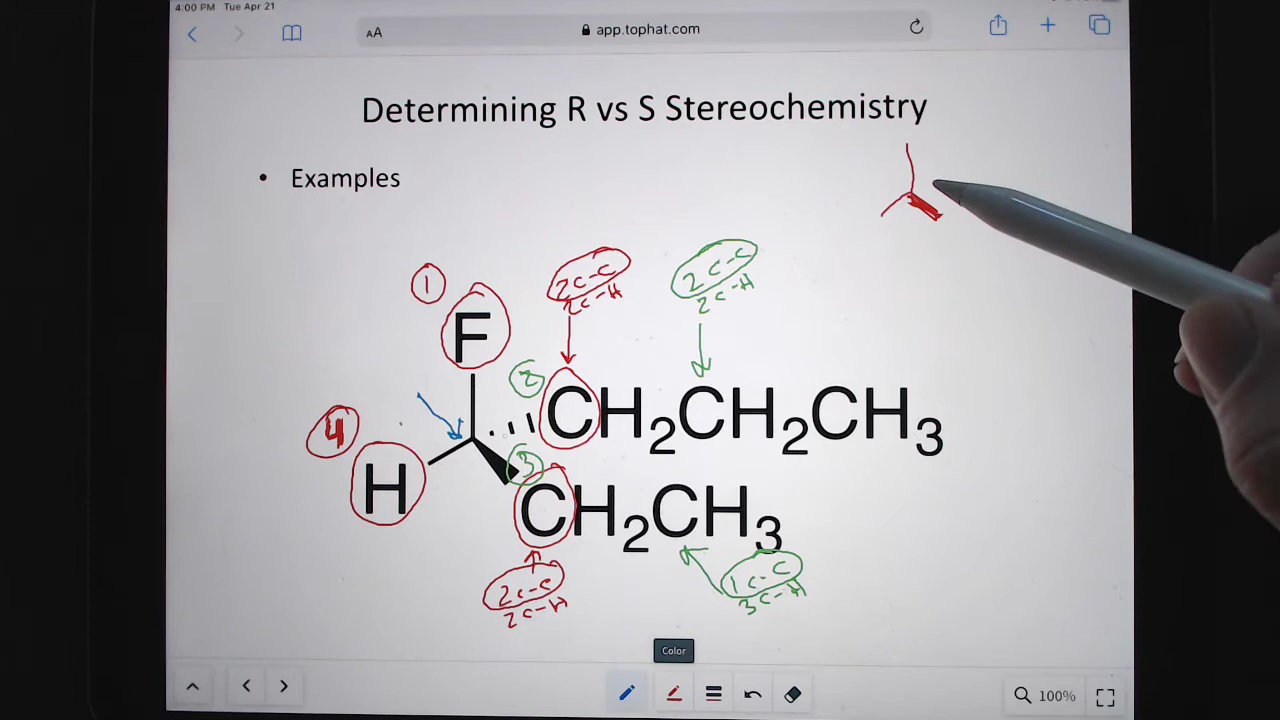 4:00 PM Tue Apr 21
AA
app.tophat.com
Determining R vs S Stereochemistry
• Examples
1
2C-C
2C-H
2C-C
2C-H
F
2
CH2CH2CH3
4
H
3
CH2CH3
2C-C
2C-H
1C-C
3C-H
Color
100%